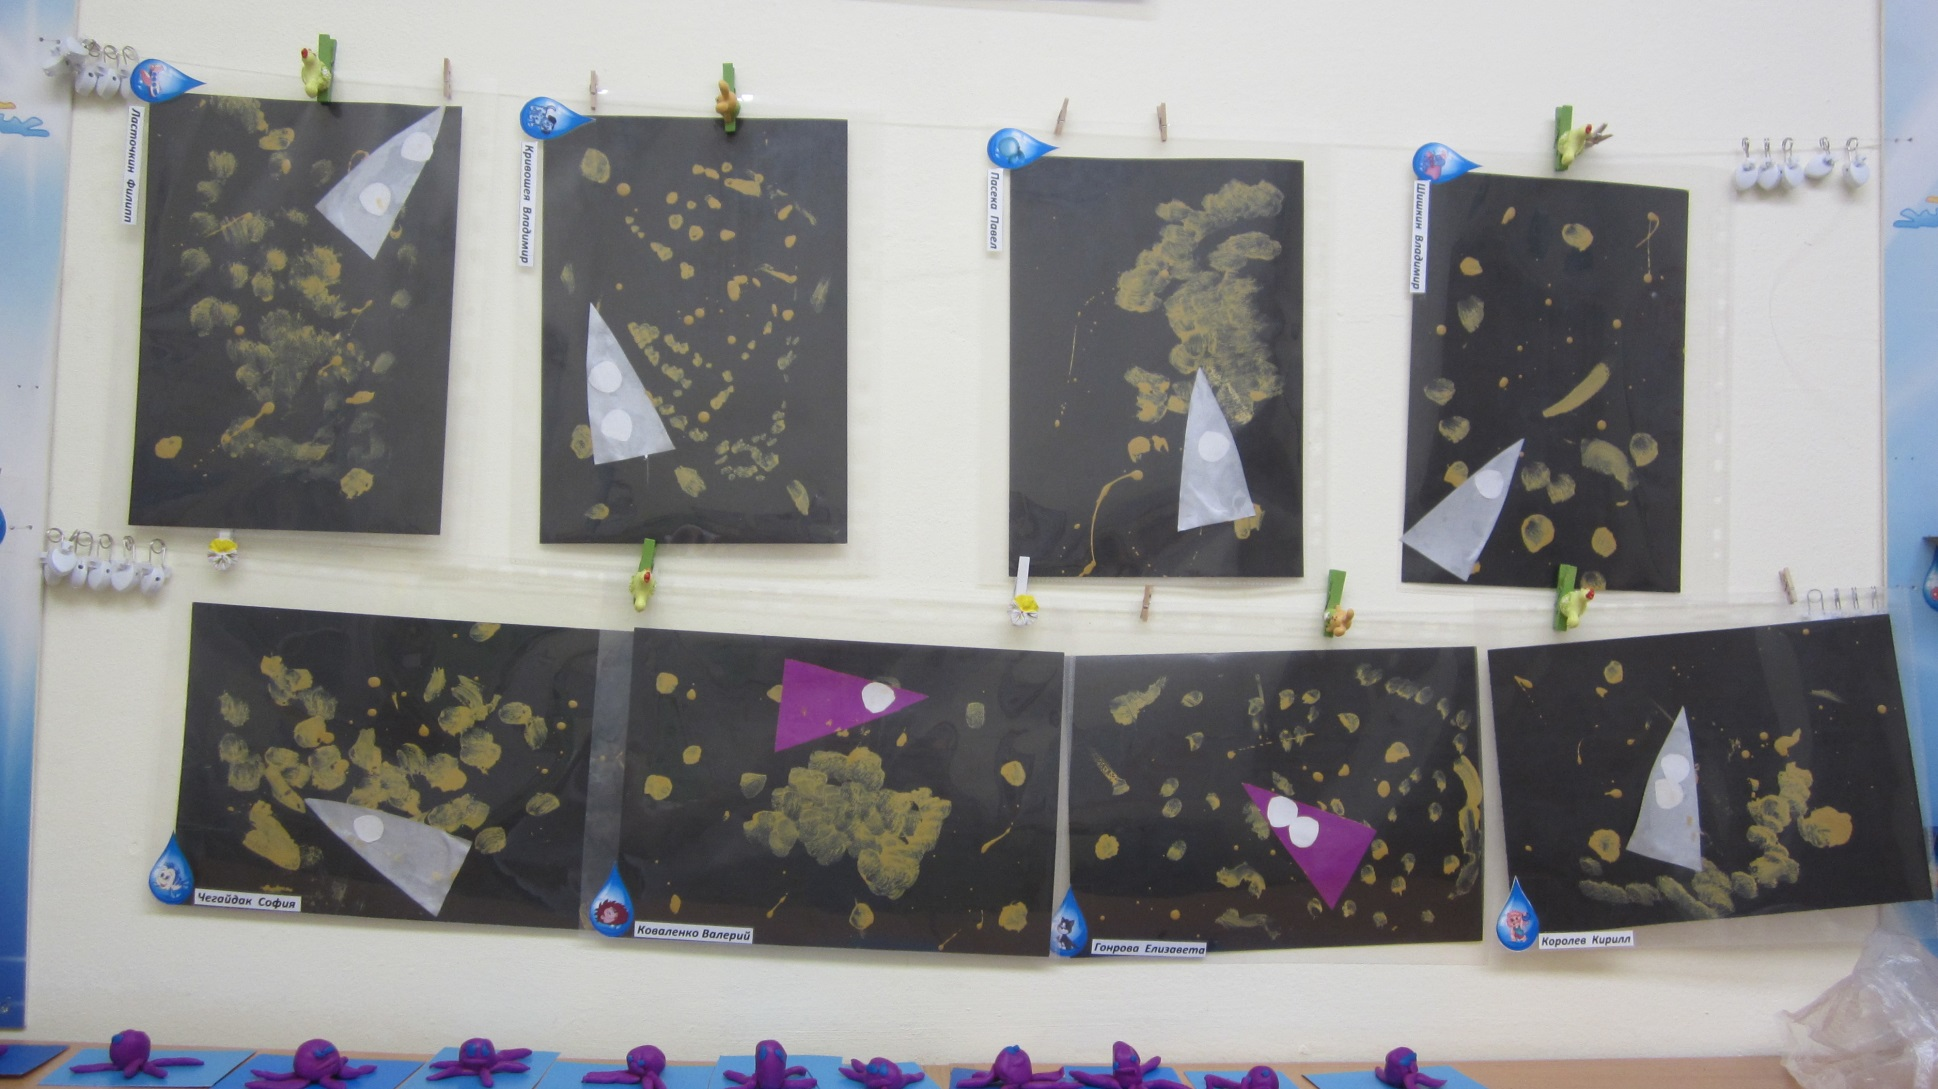 Ласточкин Филипп
Кривошея Владимир
Пасека Павел
Шишкин Владимир
Чегайдак София
Коваленко Валерий
Гонрова Елизавета
Королев Кирилл